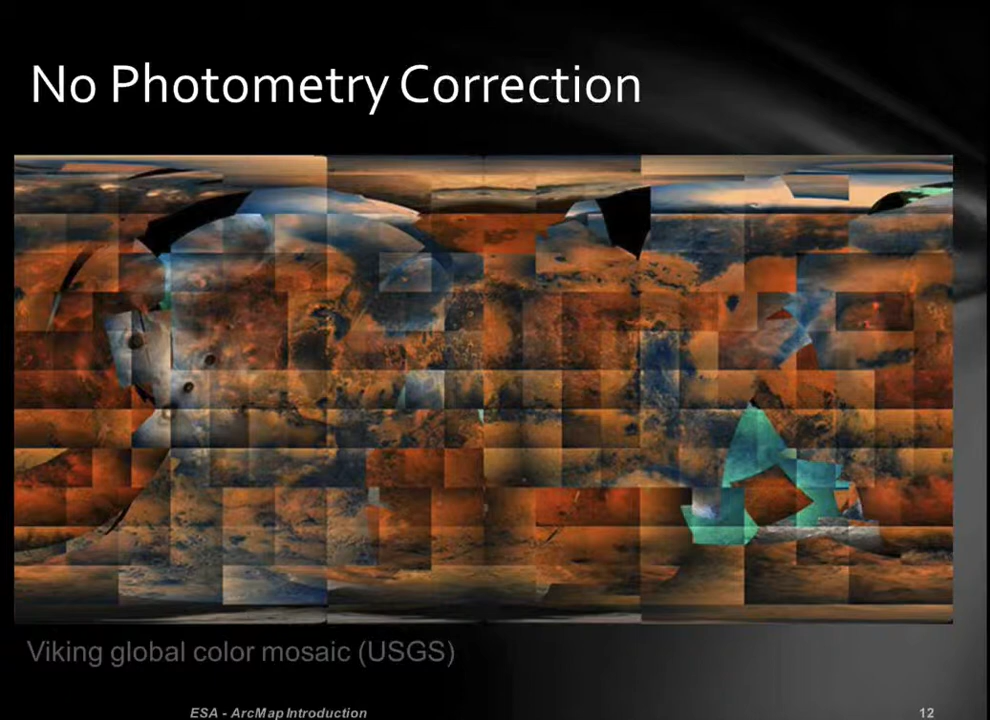 No Photometry Correction
Viking global color mosaic (USGS)
ESA - ArcMap Introduction
12